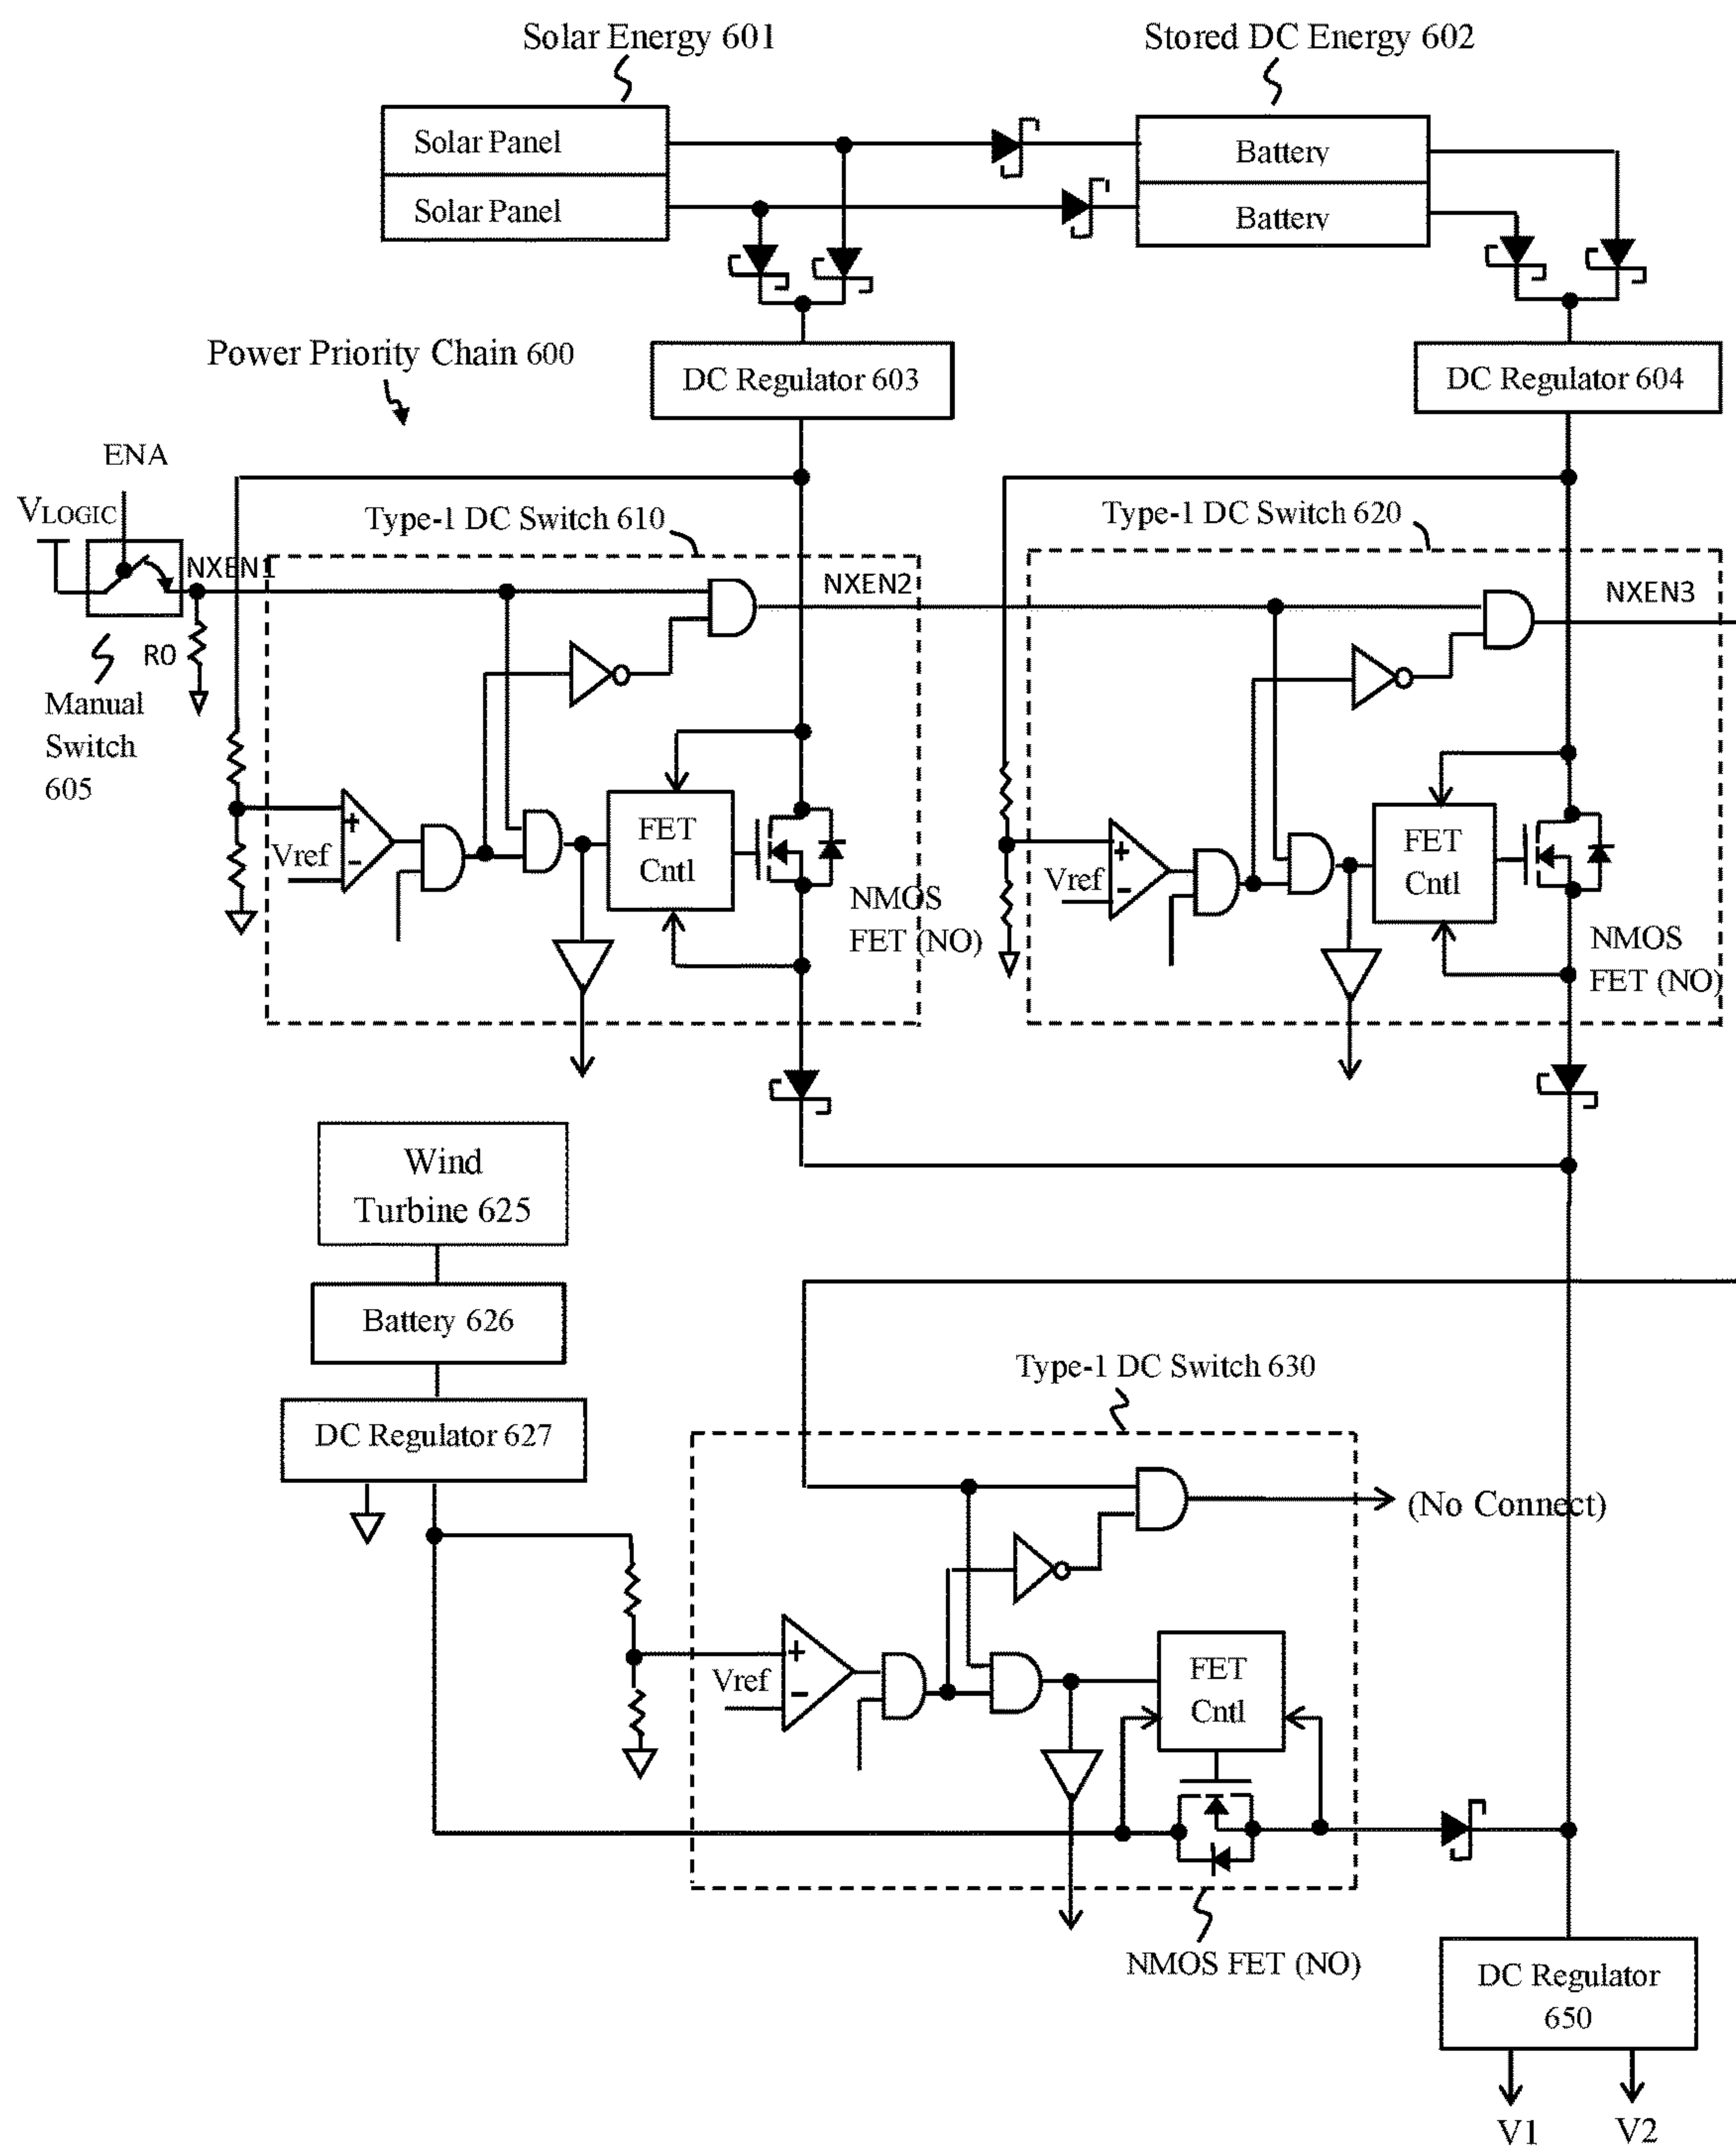 Solar Energy 601
Stored DC Energy 602
Solar Panel
Solar Panel
Battery
Battery
Power Priority Chain 600
DC Regulator 603
DC Regulator 604
ENA
VLOGIC
NXEN1
Type-1 DC Switch 610
NXEN2
Type-1 DC Switch 620
NXEN3
R0
Manual
Switch
605
+
Vref
-
FET
Cntl
NMOS
FET (NO)
+
Vref
-
FET
Cntl
NMOS
FET (NO)
Wind
Turbine 625
Battery 626
DC Regulator 627
Type-1 DC Switch 630
(No Connect)
+
Vref
-
FET
Cntl
NMOS FET (NO)
DC Regulator
650
V1
V2